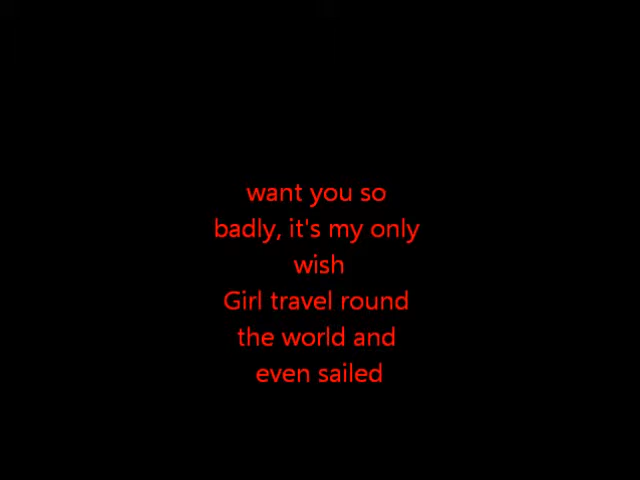 want you so
badly, it's my only
wish
Girl travel round
the world and
even sailed